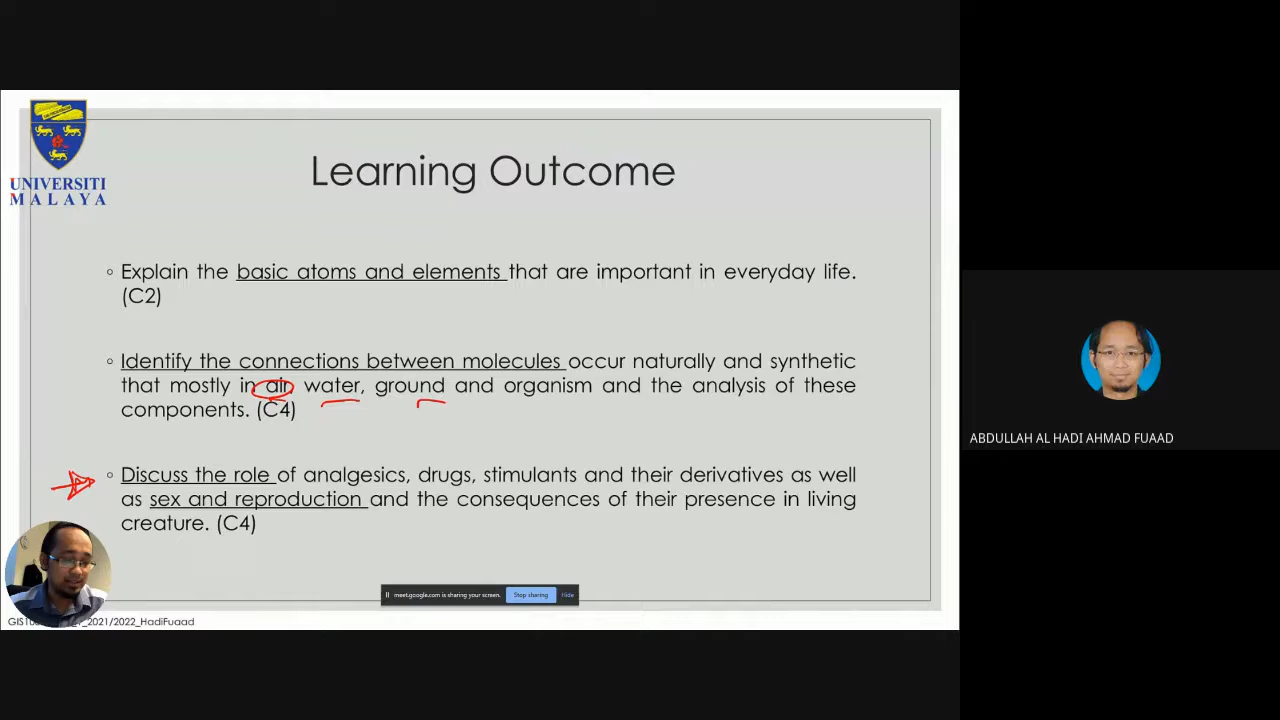 UNIVERSITI
MALAYA
Learning Outcome
◦ Explain the basic atoms and elements that are important in everyday life.
(C2)
◦ Identify the connections between molecules occur naturally and synthetic
that mostly in air, water, ground and organism and the analysis of these
components. (C4)
◦ Discuss the role of analgesics, drugs, stimulants and their derivatives as well
as sex and reproduction and the consequences of their presence in living
creature. (C4)
meet.google.com is sharing your screen. Stop sharing Hide
2021/2022_HadiFuaad
ABDULLAH AL HADI AHMAD FUAAD